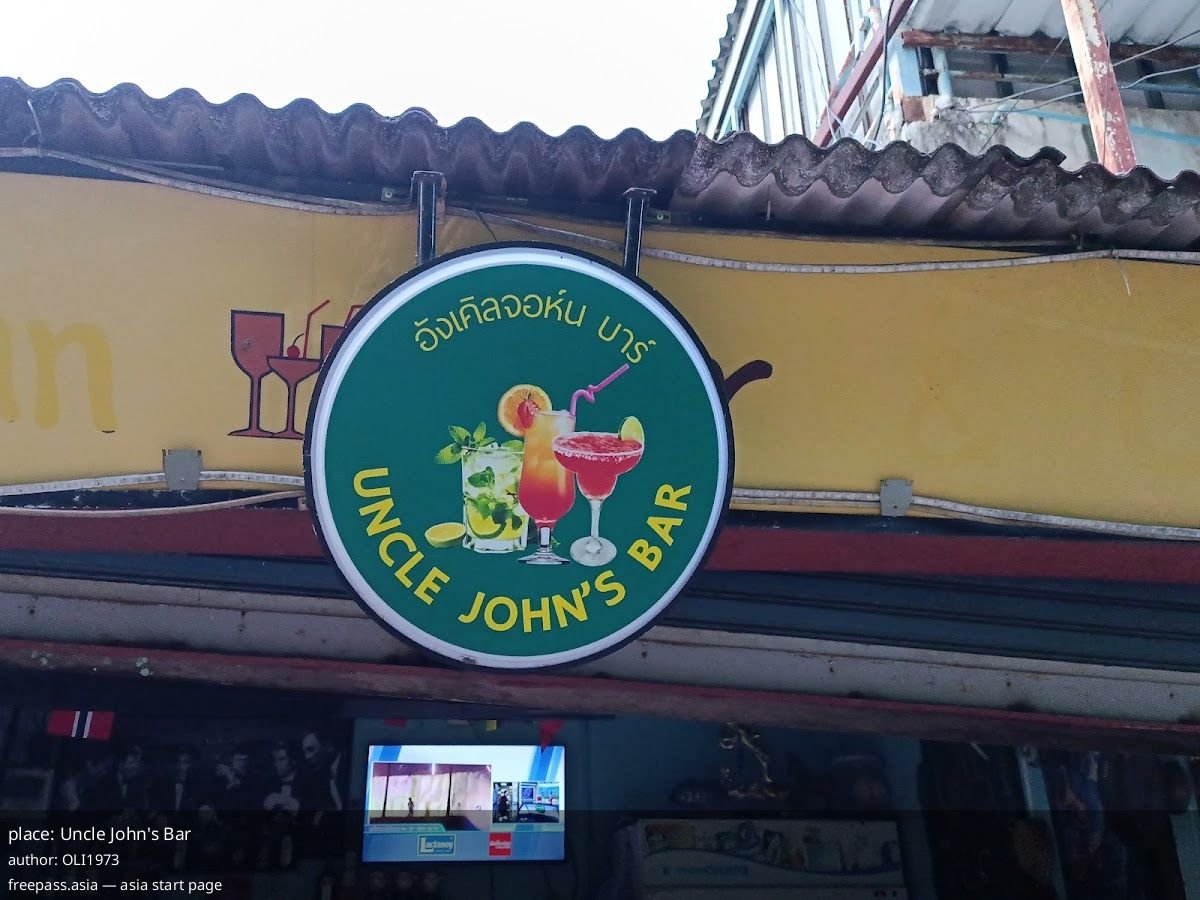 อังเคิลจอห์น บาร์
UNCLE JOHN'S BAR
Lactasoy
place: Uncle John's Bar
author: OLI1973
freepass.asia — asia start page